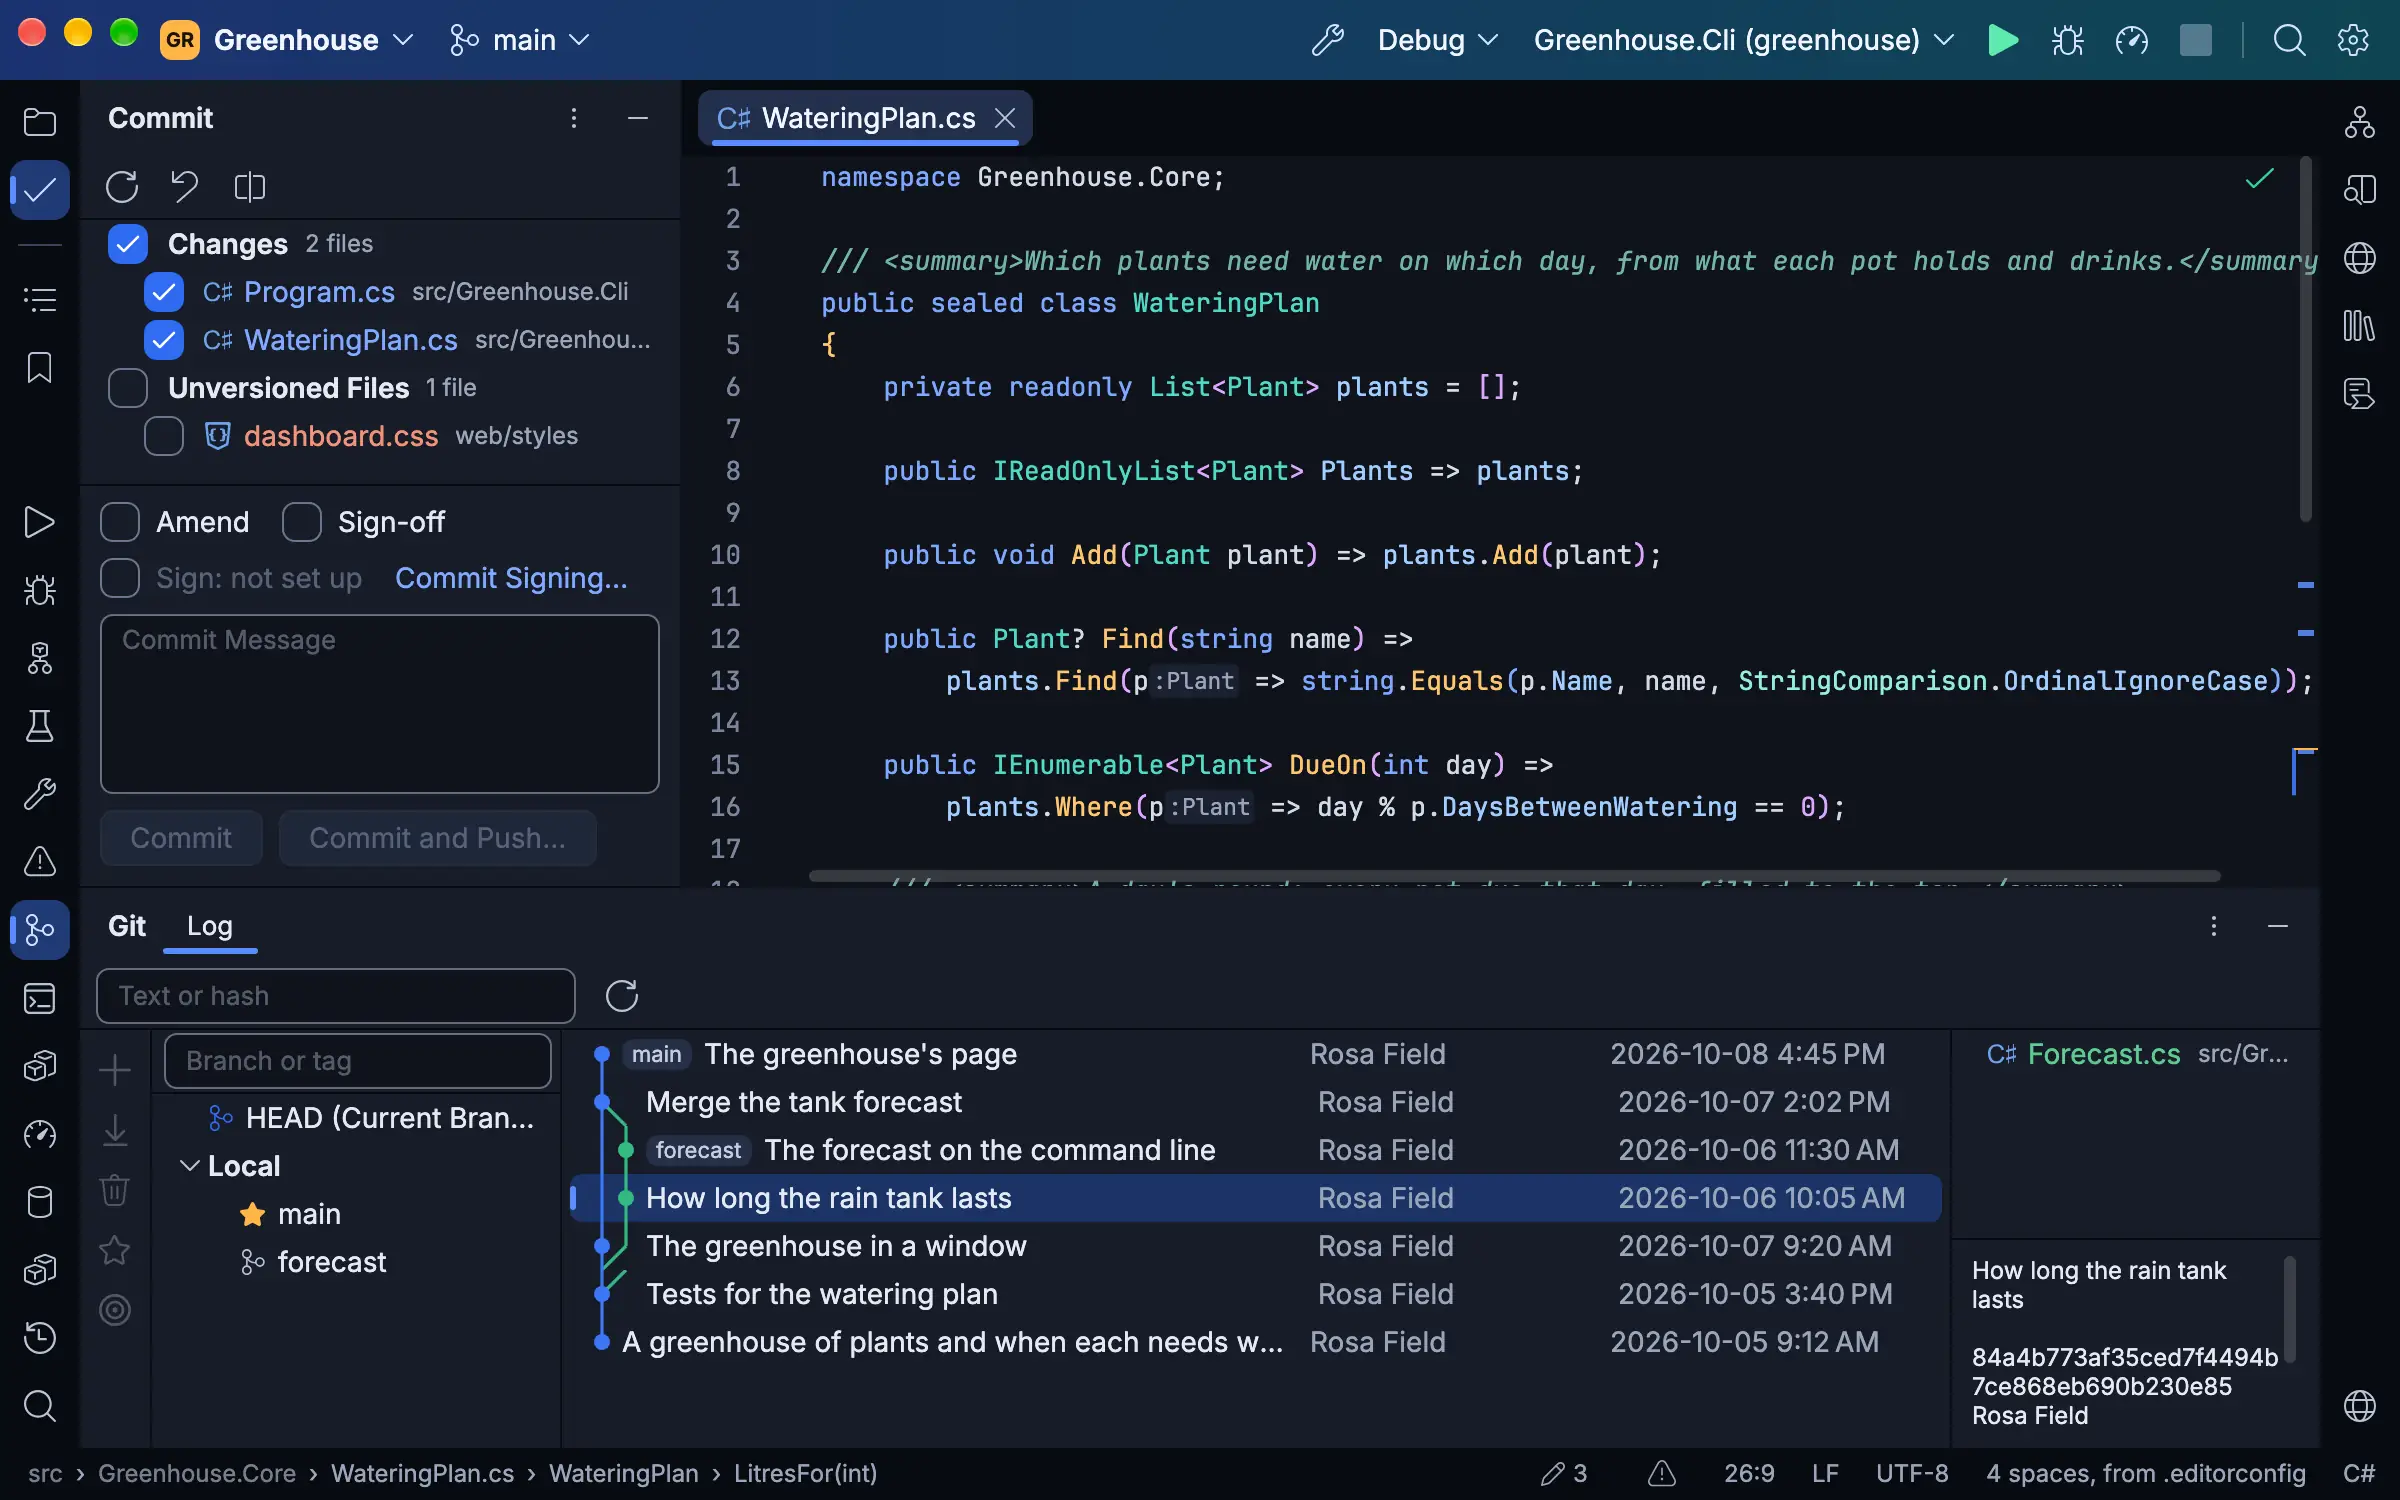 GR Greenhouse main Debug Greenhouse.Cli (greenhouse)
Commit
Changes 2 files
C# Program.cs src/Greenhouse.Cli
C# WateringPlan.cs src/Greenhou...
Unversioned Files 1 file
dashboard.css web/styles
Amend Sign-off
Sign: not set up Commit Signing...
Commit Message
Commit Commit and Push...
C# WateringPlan.cs
1 namespace Greenhouse.Core;
2
3 /// <summary>Which plants need water on which day, from what each pot holds and drinks.</summary
4 public sealed class WateringPlan
5 {
6 private readonly List<Plant> plants = [];
7
8 public IReadOnlyList<Plant> Plants => plants;
9
10 public void Add(Plant plant) => plants.Add(plant);
11
12 public Plant? Find(string name) =>
13 plants.Find(p :Plant => string.Equals(p.Name, name, StringComparison.OrdinalIgnoreCase));
14
15 public IEnumerable<Plant> DueOn(int day) =>
16 plants.Where(p :Plant => day % p.DaysBetweenWatering == 0);
17
Git Log
Text or hash
Branch or tag
HEAD (Current Bran...
Local
main
forecast
main The greenhouse's page Rosa Field 2026-10-08 4:45 PM
Merge the tank forecast Rosa Field 2026-10-07 2:02 PM
forecast The forecast on the command line Rosa Field 2026-10-06 11:30 AM
How long the rain tank lasts Rosa Field 2026-10-06 10:05 AM
The greenhouse in a window Rosa Field 2026-10-07 9:20 AM
Tests for the watering plan Rosa Field 2026-10-05 3:40 PM
A greenhouse of plants and when each needs w... Rosa Field 2026-10-05 9:12 AM
C# Forecast.cs src/Gr...
How long the rain tank
lasts
84a4b773af35ced7f4494b
7ce868eb690b230e85
Rosa Field
src › Greenhouse.Core › WateringPlan.cs › WateringPlan › LitresFor(int) 3 26:9 LF UTF-8 4 spaces, from .editorconfig C#